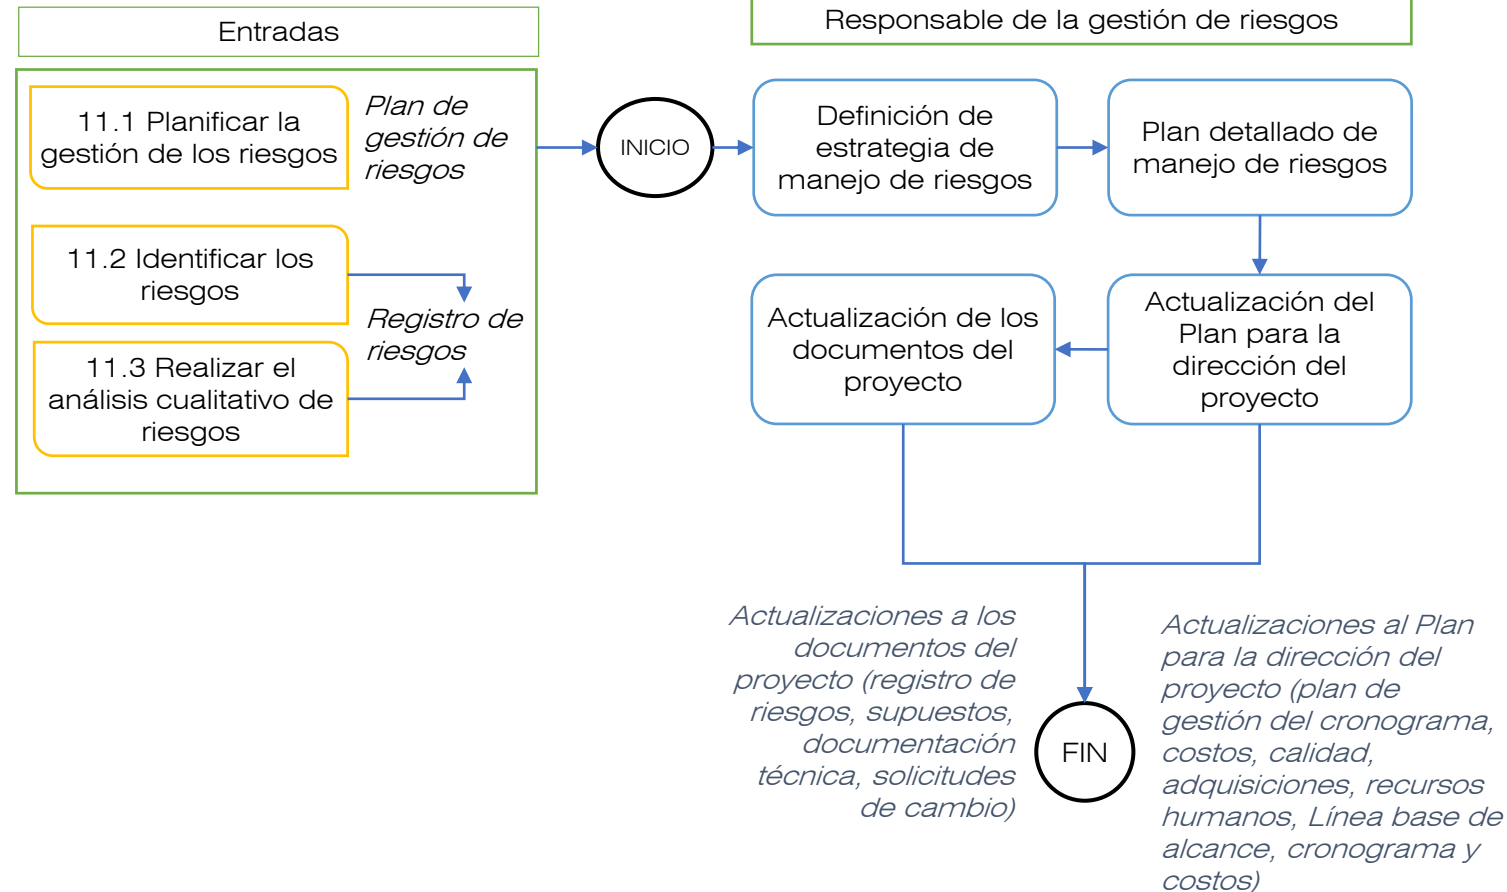 Entradas
Responsable de la gestión de riesgos
11.1 Planificar la
gestión de los riesgos
Plan de
gestión de
riesgos
11.2 Identificar los
riesgos
Registro de
riesgos
11.3 Realizar el
análisis cualitativo de
riesgos
INICIO
Definición de
estrategia de
manejo de riesgos
Plan detallado de
manejo de riesgos
Actualización del
Plan para la
dirección del
proyecto
Actualización de los
documentos del
proyecto
Actualizaciones a los
documentos del
proyecto (registro de
riesgos, supuestos,
documentación
técnica, solicitudes
de cambio)
FIN
Actualizaciones al Plan
para la dirección del
proyecto (plan de
gestión del cronograma,
costos, calidad,
adquisiciones, recursos
humanos, Línea base de
alcance, cronograma y
costos)